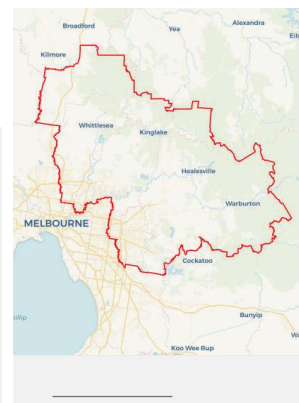 Broadford
Yea
Alexandra
Kilmore
Whittlesea
Kinglake
Healesville
Warburton
MELBOURNE
Cockatoo
Bunyip
Koo Wee Rup